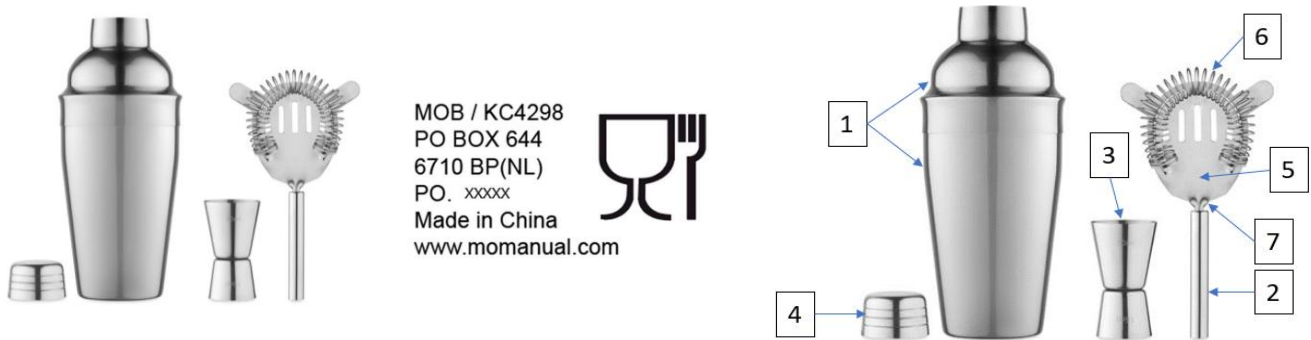 MOB / KC4298
PO BOX 644
6710 BP(NL)
PO. xxxxx
Made in China
www.momanual.com
1
2
3
4
5
6
7